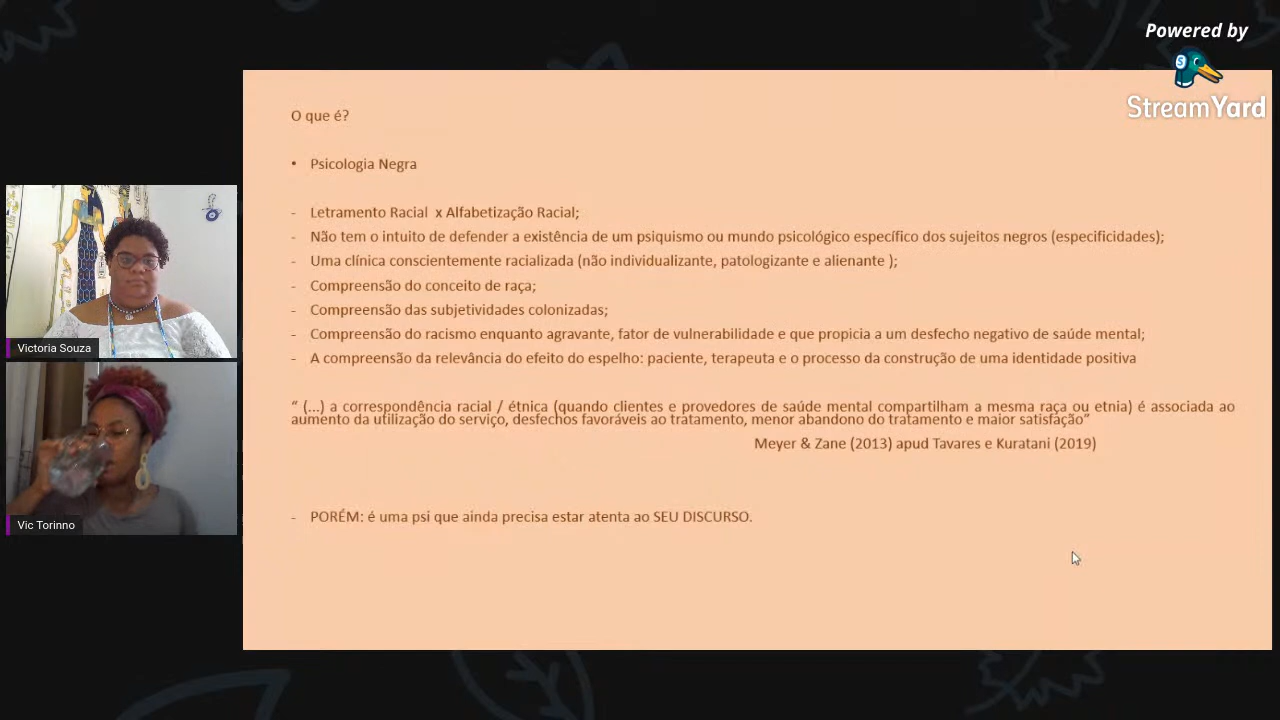 Powered by
StreamYard
O que é?
• Psicologia Negra
- Letramento Racial x Alfabetização Racial;
- Não tem o intuito de defender a existência de um psiquismo ou mundo psicológico específico dos sujeitos negros (especificidades);
- Uma clínica conscientemente racializada (não individualizante, patologizante e alienante );
- Compreensão do conceito de raça;
- Compreensão das subjetividades colonizadas;
- Compreensão do racismo enquanto agravante, fator de vulnerabilidade e que propicia a um desfecho negativo de saúde mental;
- A compreensão da relevância do efeito do espelho: paciente, terapeuta e o processo da construção de uma identidade positiva
“ (...) a correspondência racial / étnica (quando clientes e provedores de saúde mental compartilham a mesma raça ou etnia) é associada ao
aumento da utilização do serviço, desfechos favoráveis ao tratamento, menor abandono do tratamento e maior satisfação”
Meyer & Zane (2013) apud Tavares e Kuratani (2019)
- PORÉM: é uma psi que ainda precisa estar atenta ao SEU DISCURSO.
Victoria Souza
Vic Torinno